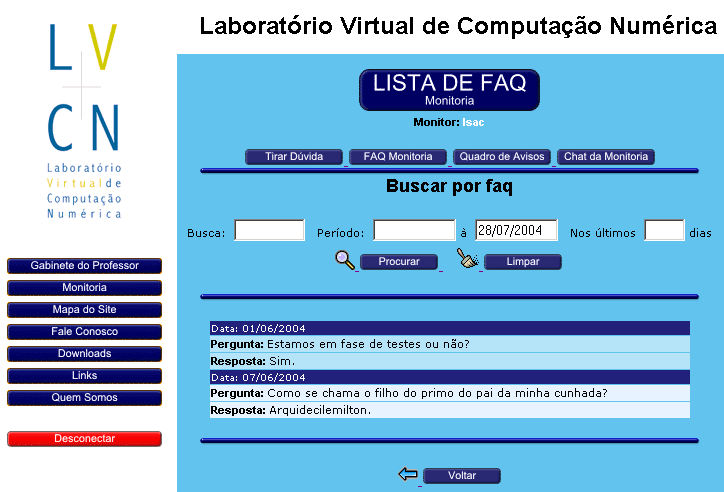 LV
CN
Laboratório
Virtual de
Computação
Numérica
Gabinete do Professor
Monitoria
Mapa do Site
Fale Conosco
Downloads
Links
Quem Somos
Desconectar
Laboratório Virtual de Computação Numérica
LISTA DE FAQ
Monitoria
Monitor: Isac
Tirar Dúvida FAQ Monitoria Quadro de Avisos Chat da Monitoria
Buscar por faq
Busca: Período: à 28/07/2004 Nos últimos dias
Procurar Limpar
Data: 01/06/2004
Pergunta: Estamos em fase de testes ou não?
Resposta: Sim.
Data: 07/06/2004
Pergunta: Como se chama o filho do primo do pai da minha cunhada?
Resposta: Arquidecilemilton.
Voltar